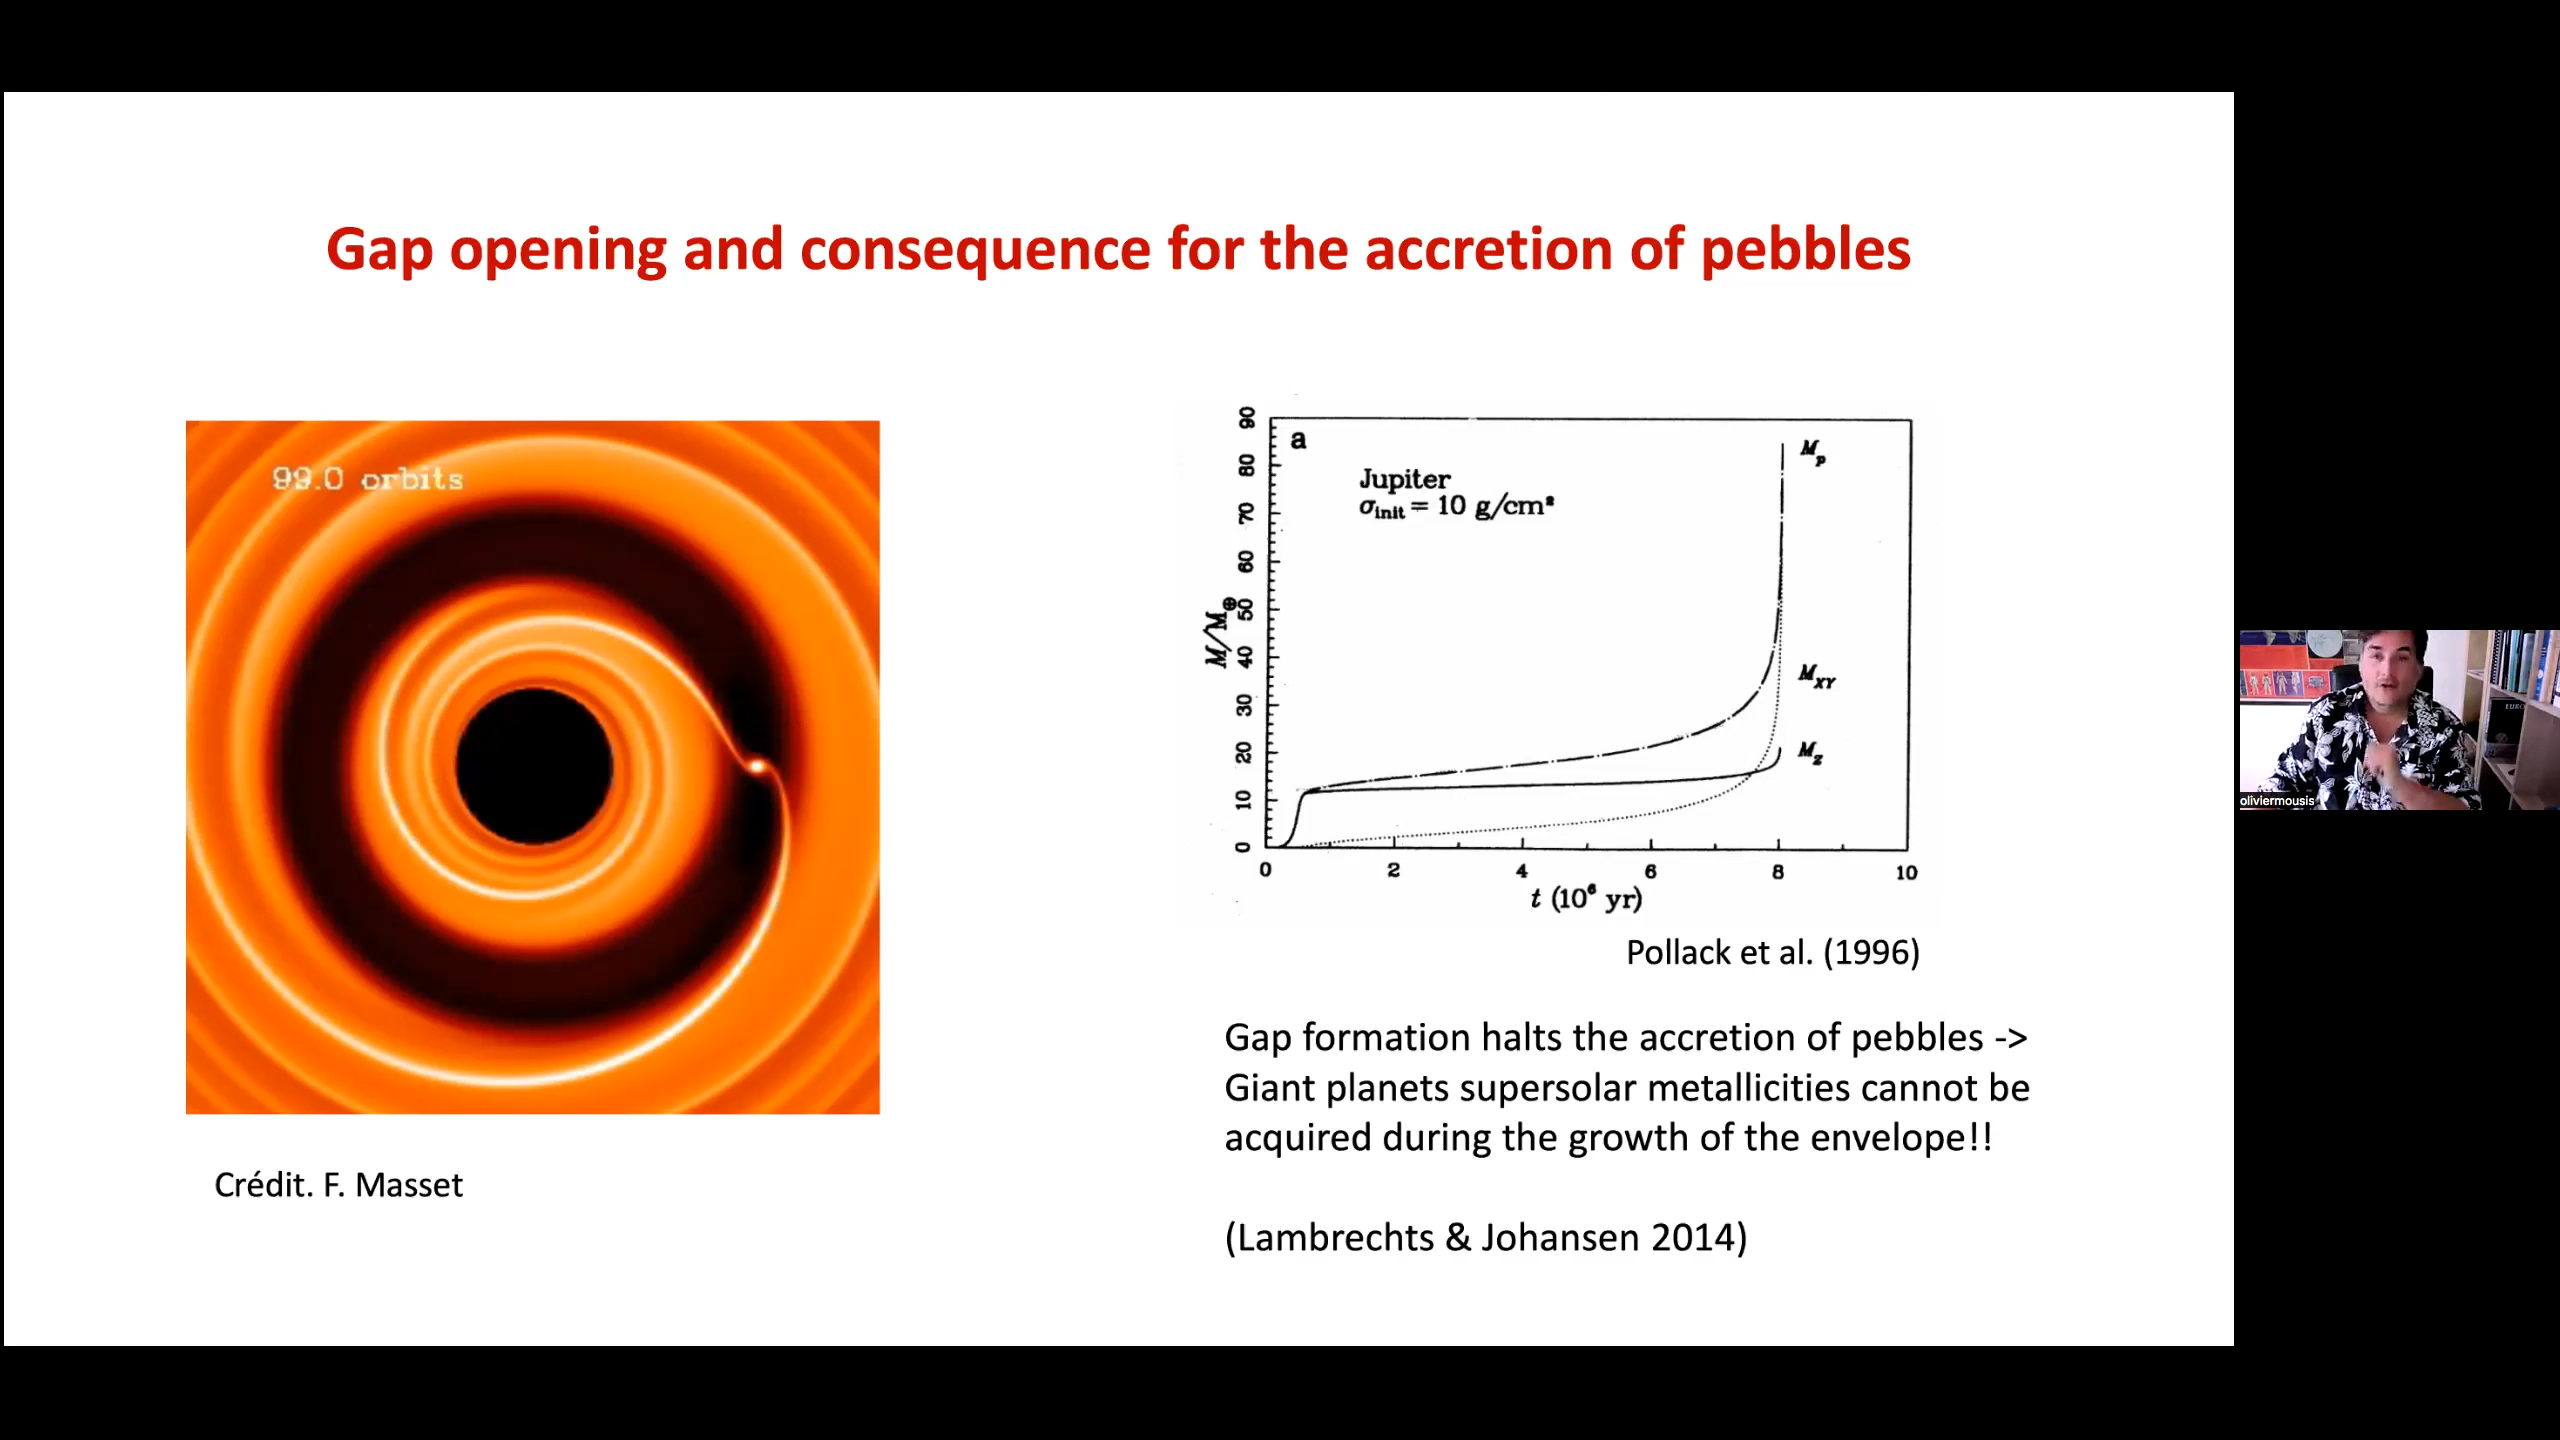 Gap opening and consequence for the accretion of pebbles
99.0 orbits
Crédit. F. Masset
90
80
70
60
50
40
30
20
10
0
M/M⊕
a
Jupiter
σinit = 10 g/cm²
Mp
MXY
MZ
0 2 4 6 8 10
t (10⁶ yr)
Pollack et al. (1996)
Gap formation halts the accretion of pebbles ->
Giant planets supersolar metallicities cannot be
acquired during the growth of the envelope!!
(Lambrechts & Johansen 2014)
EURO
oliviermousis